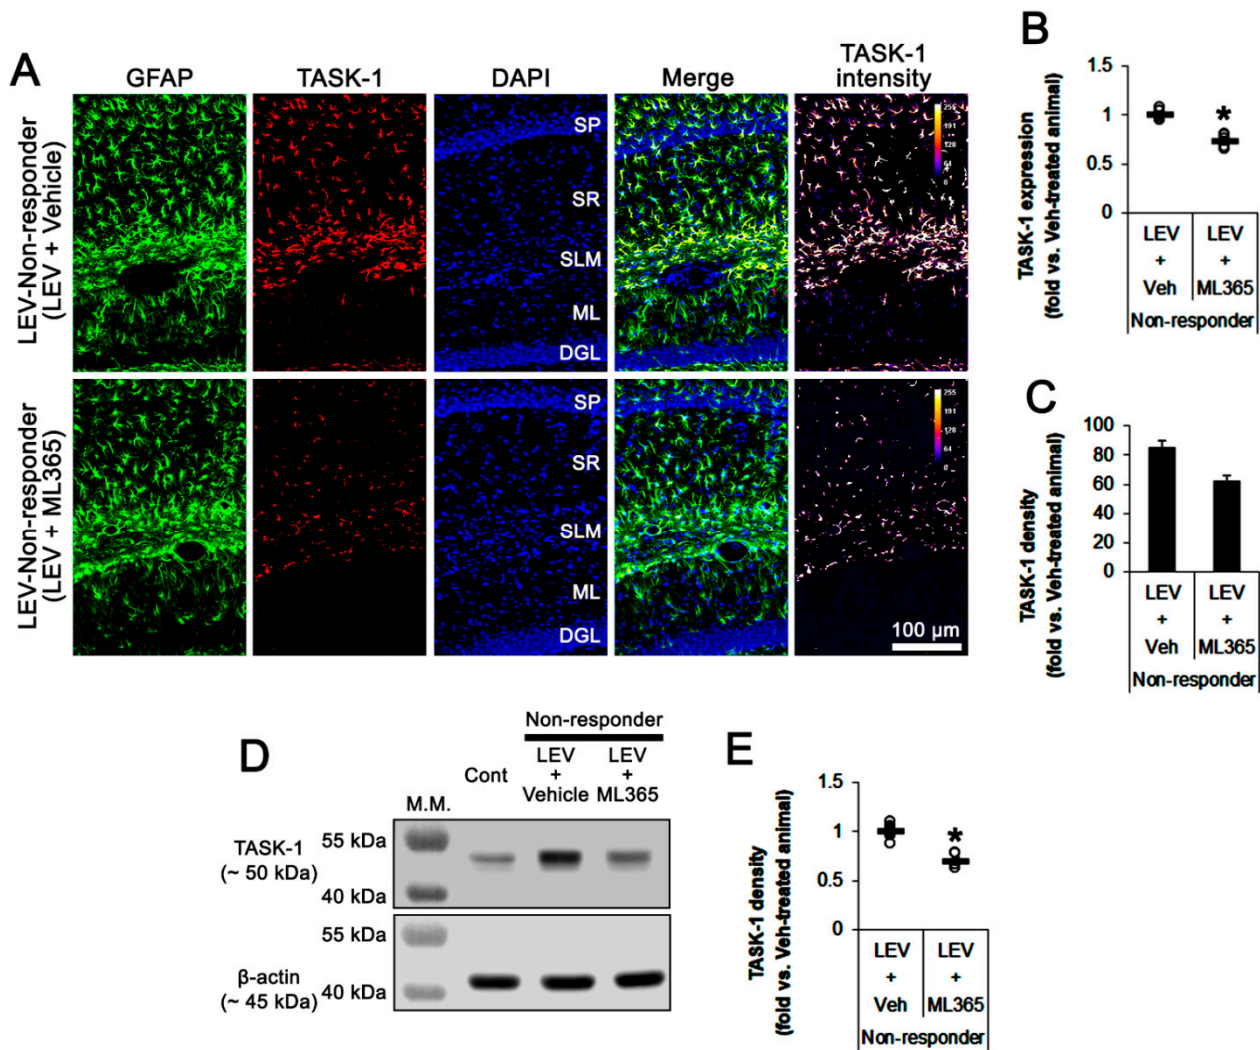 A
GFAP
TASK-1
DAPI
Merge
TASK-1
intensity
LEV-Non-responder
(LEV + Vehicle)
SP
SR
SLM
ML
DGL
255
191
128
64
0
LEV-Non-responder
(LEV + ML365)
SP
SR
SLM
ML
DGL
255
191
128
64
0
100 µm
B
TASK-1 expression
(fold vs. Veh-treated animal)
1.5
1
0.5
0
*
LEV
+
Veh
LEV
+
ML365
Non-responder
C
TASK-1 density
(fold vs. Veh-treated animal)
100
80
60
40
20
0
LEV
+
Veh
LEV
+
ML365
Non-responder
D
Non-responder
M.M.
Cont
LEV
+
Vehicle
LEV
+
ML365
TASK-1
(~ 50 kDa)
55 kDa
40 kDa
β-actin
(~ 45 kDa)
55 kDa
40 kDa
E
TASK-1 density
(fold vs. Veh-treated animal)
1.5
1
0.5
0
*
LEV
+
Veh
LEV
+
ML365
Non-responder